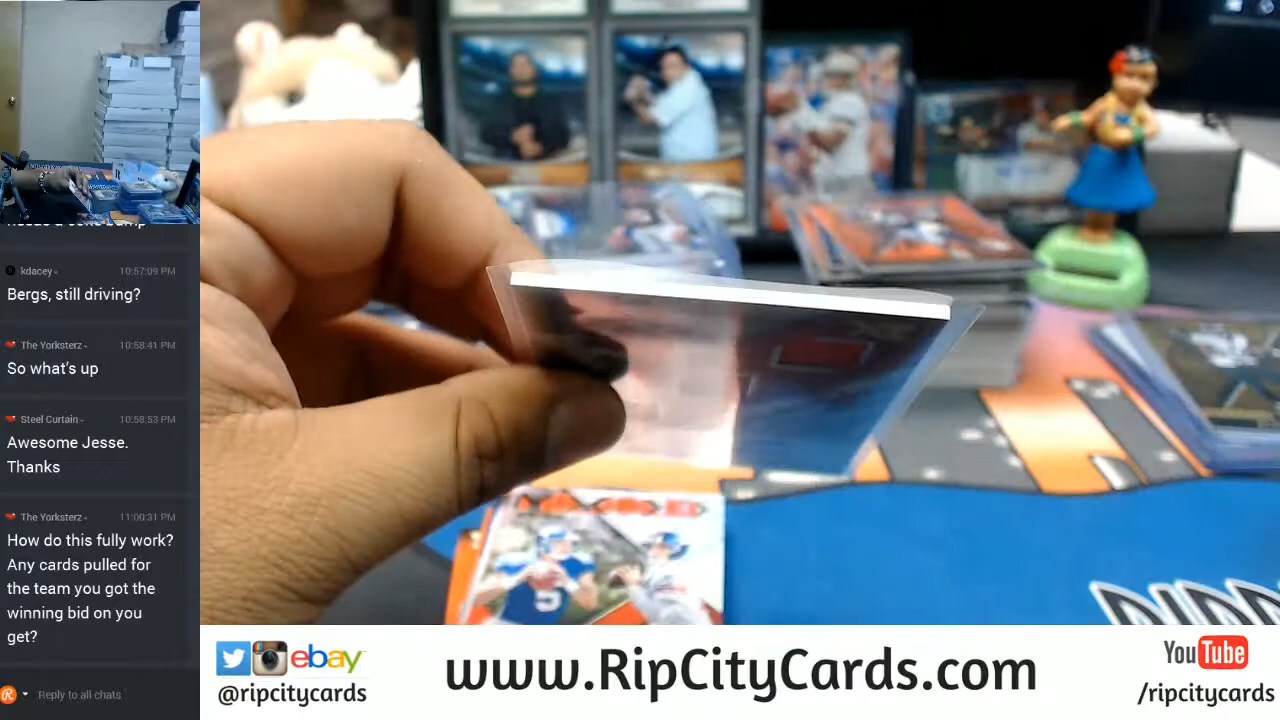 kdacey
10:57:09 PM
Bergs, still driving?
The Yorksterz
10:58:41 PM
So what's up
Steel Curtain
10:58:53 PM
Awesome Jesse.
Thanks
The Yorksterz
11:00:31 PM
How do this fully work?
Any cards pulled for
the team you got the
winning bid on you
get?
Reply to all chats
ebay
@ripcitycards
www.RipCityCards.com
YouTube
/ripcitycards
5